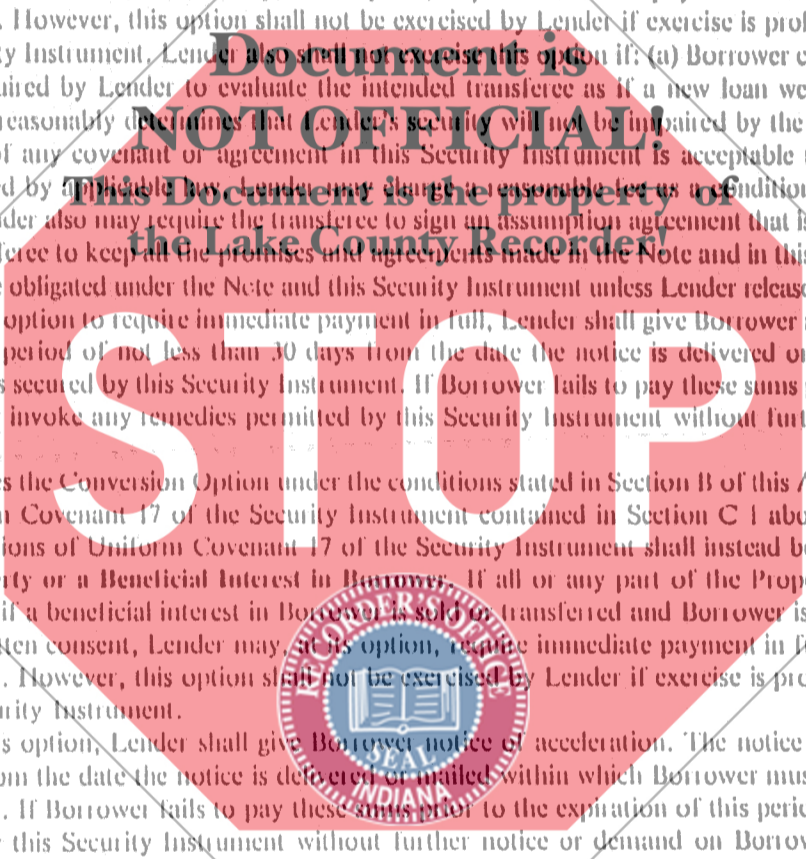 . However, this option shall not be exercised by Lender if exercise is prol
Document is
y Instrument. Lender also shall not exercise this option if: (a) Borrower c
uired by Lender to evaluate the intended transferee as if a new loan we
NOT OFFICIAL!
reasonably determines that Lender's security will not be impaired by the
of any covenant or agreement in this Security Instrument is acceptable
This Document is the property of
d by applicable law, Lender may charge a reasonable fee as a condition
der also may require the transferee to sign an assumption agreement that is
the Lake County Recorder!
feree to keep all the promises and agreements made in the Note and in this
obligated under the Note and this Security Instrument unless Lender release
option to require immediate payment in full, Lender shall give Borrower
period of not less than 30 days from the date the notice is delivered or
s secured by this Security Instrument. If Borrower fails to pay these sums
invoke any remedies permitted by this Security Instrument without furt
STOP
s the Conversion Option under the conditions stated in Section B of this A
n Covenant 17 of the Security Instrument contained in Section C 1 abo
ions of Uniform Covenant 17 of the Security Instrument shall instead b
rty or a Beneficial Interest in Borrower. If all or any part of the Prop
if a beneficial interest in Borrower is sold or transferred and Borrower is
ten consent, Lender may, at its option, require immediate payment in f
. However, this option shall not be exercised by Lender if exercise is pro
urity Instrument.
RECORDER'S OFFICE
SEAL
INDIANA
s option, Lender shall give Borrower notice of acceleration. The notice
om the date the notice is delivered or mailed within which Borrower mus
. If Borrower fails to pay these sums prior to the expiration of this perio
this Security Instrument without further notice or demand on Borrow